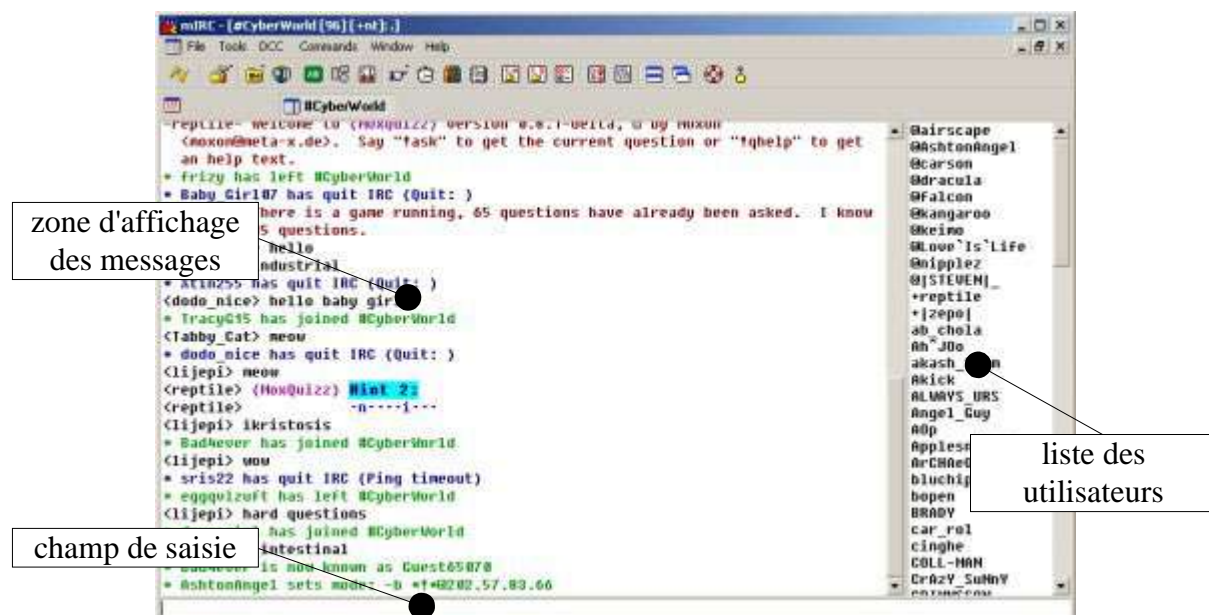 mIRC - [#CyberWorld [96] [+nt]:.]
File Tools DCC Commands Window Help
#CyberWorld
-reptile- Welcome to (MoxQuizz) version 0.8.1-delta, © by Moxon
<moxon@meta-x.de>. Say "!ask" to get the current question or "!qhelp" to get
an help text.
* frizy has left #CyberWorld
* Baby_Girl07 has quit IRC (Quit: )
here is a game running, 65 questions have already been asked. I know
5 questions.
hello
ndustrial
* xtin255 has quit IRC (Quit: )
<dodo_nice> hello baby gir
* TracyG15 has joined #CyberWorld
<Tabby_Cat> meow
* dodo_nice has quit IRC (Quit: )
<lijepi> meow
<reptile> (MoxQuizz) Hint 2:
<reptile> -n----i---
<lijepi> ikristosis
* Bad4ever has joined #CyberWorld
<lijepi> wow
* sris22 has quit IRC (Ping timeout)
* eggqvlzuft has left #CyberWorld
<lijepi> hard questions
has joined #CyberWorld
intestinal
* Bad4ever is now known as Guest65070
* AshtonAngel sets mode: -b *!*@202.57.83.66
@airscape
@AshtonAngel
@carson
@dracula
@falcon
@kangaroo
@keimo
@Love`Is`Life
@nipplez
@|STEVEN|_
+reptile
+|zepo|
ab_chola
Ah^JOo
akash_
Akick
ALWAYS_URS
Angel_Guy
AOp
Applesm
ArCHAeO
bluchip
bopen
BRADY
car_rol
cinghe
COLL-MAN
CrAzY_SuNnY
zone d'affichage
des messages
liste des
utilisateurs
champ de saisie